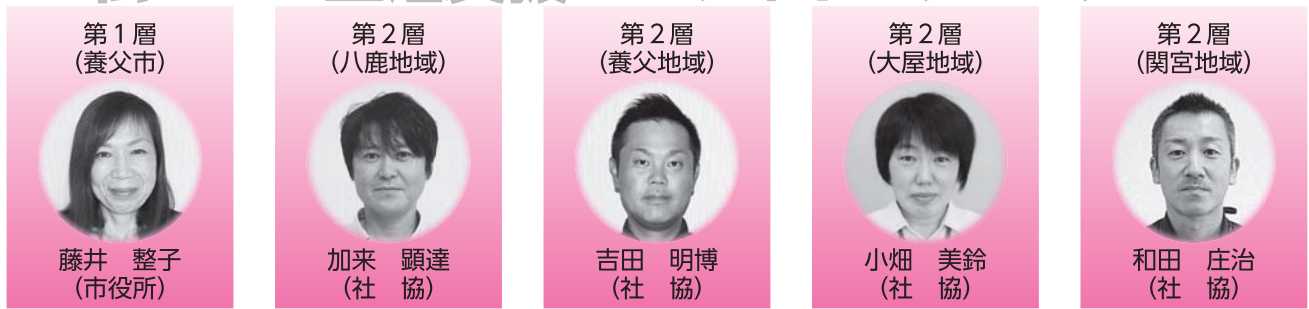 第1層
（養父市）
藤井　整子
（市役所）
第2層
（八鹿地域）
加来　顕達
（社　協）
第2層
（養父地域）
吉田　明博
（社　協）
第2層
（大屋地域）
小畑　美鈴
（社　協）
第2層
（関宮地域）
和田　庄治
（社　協）